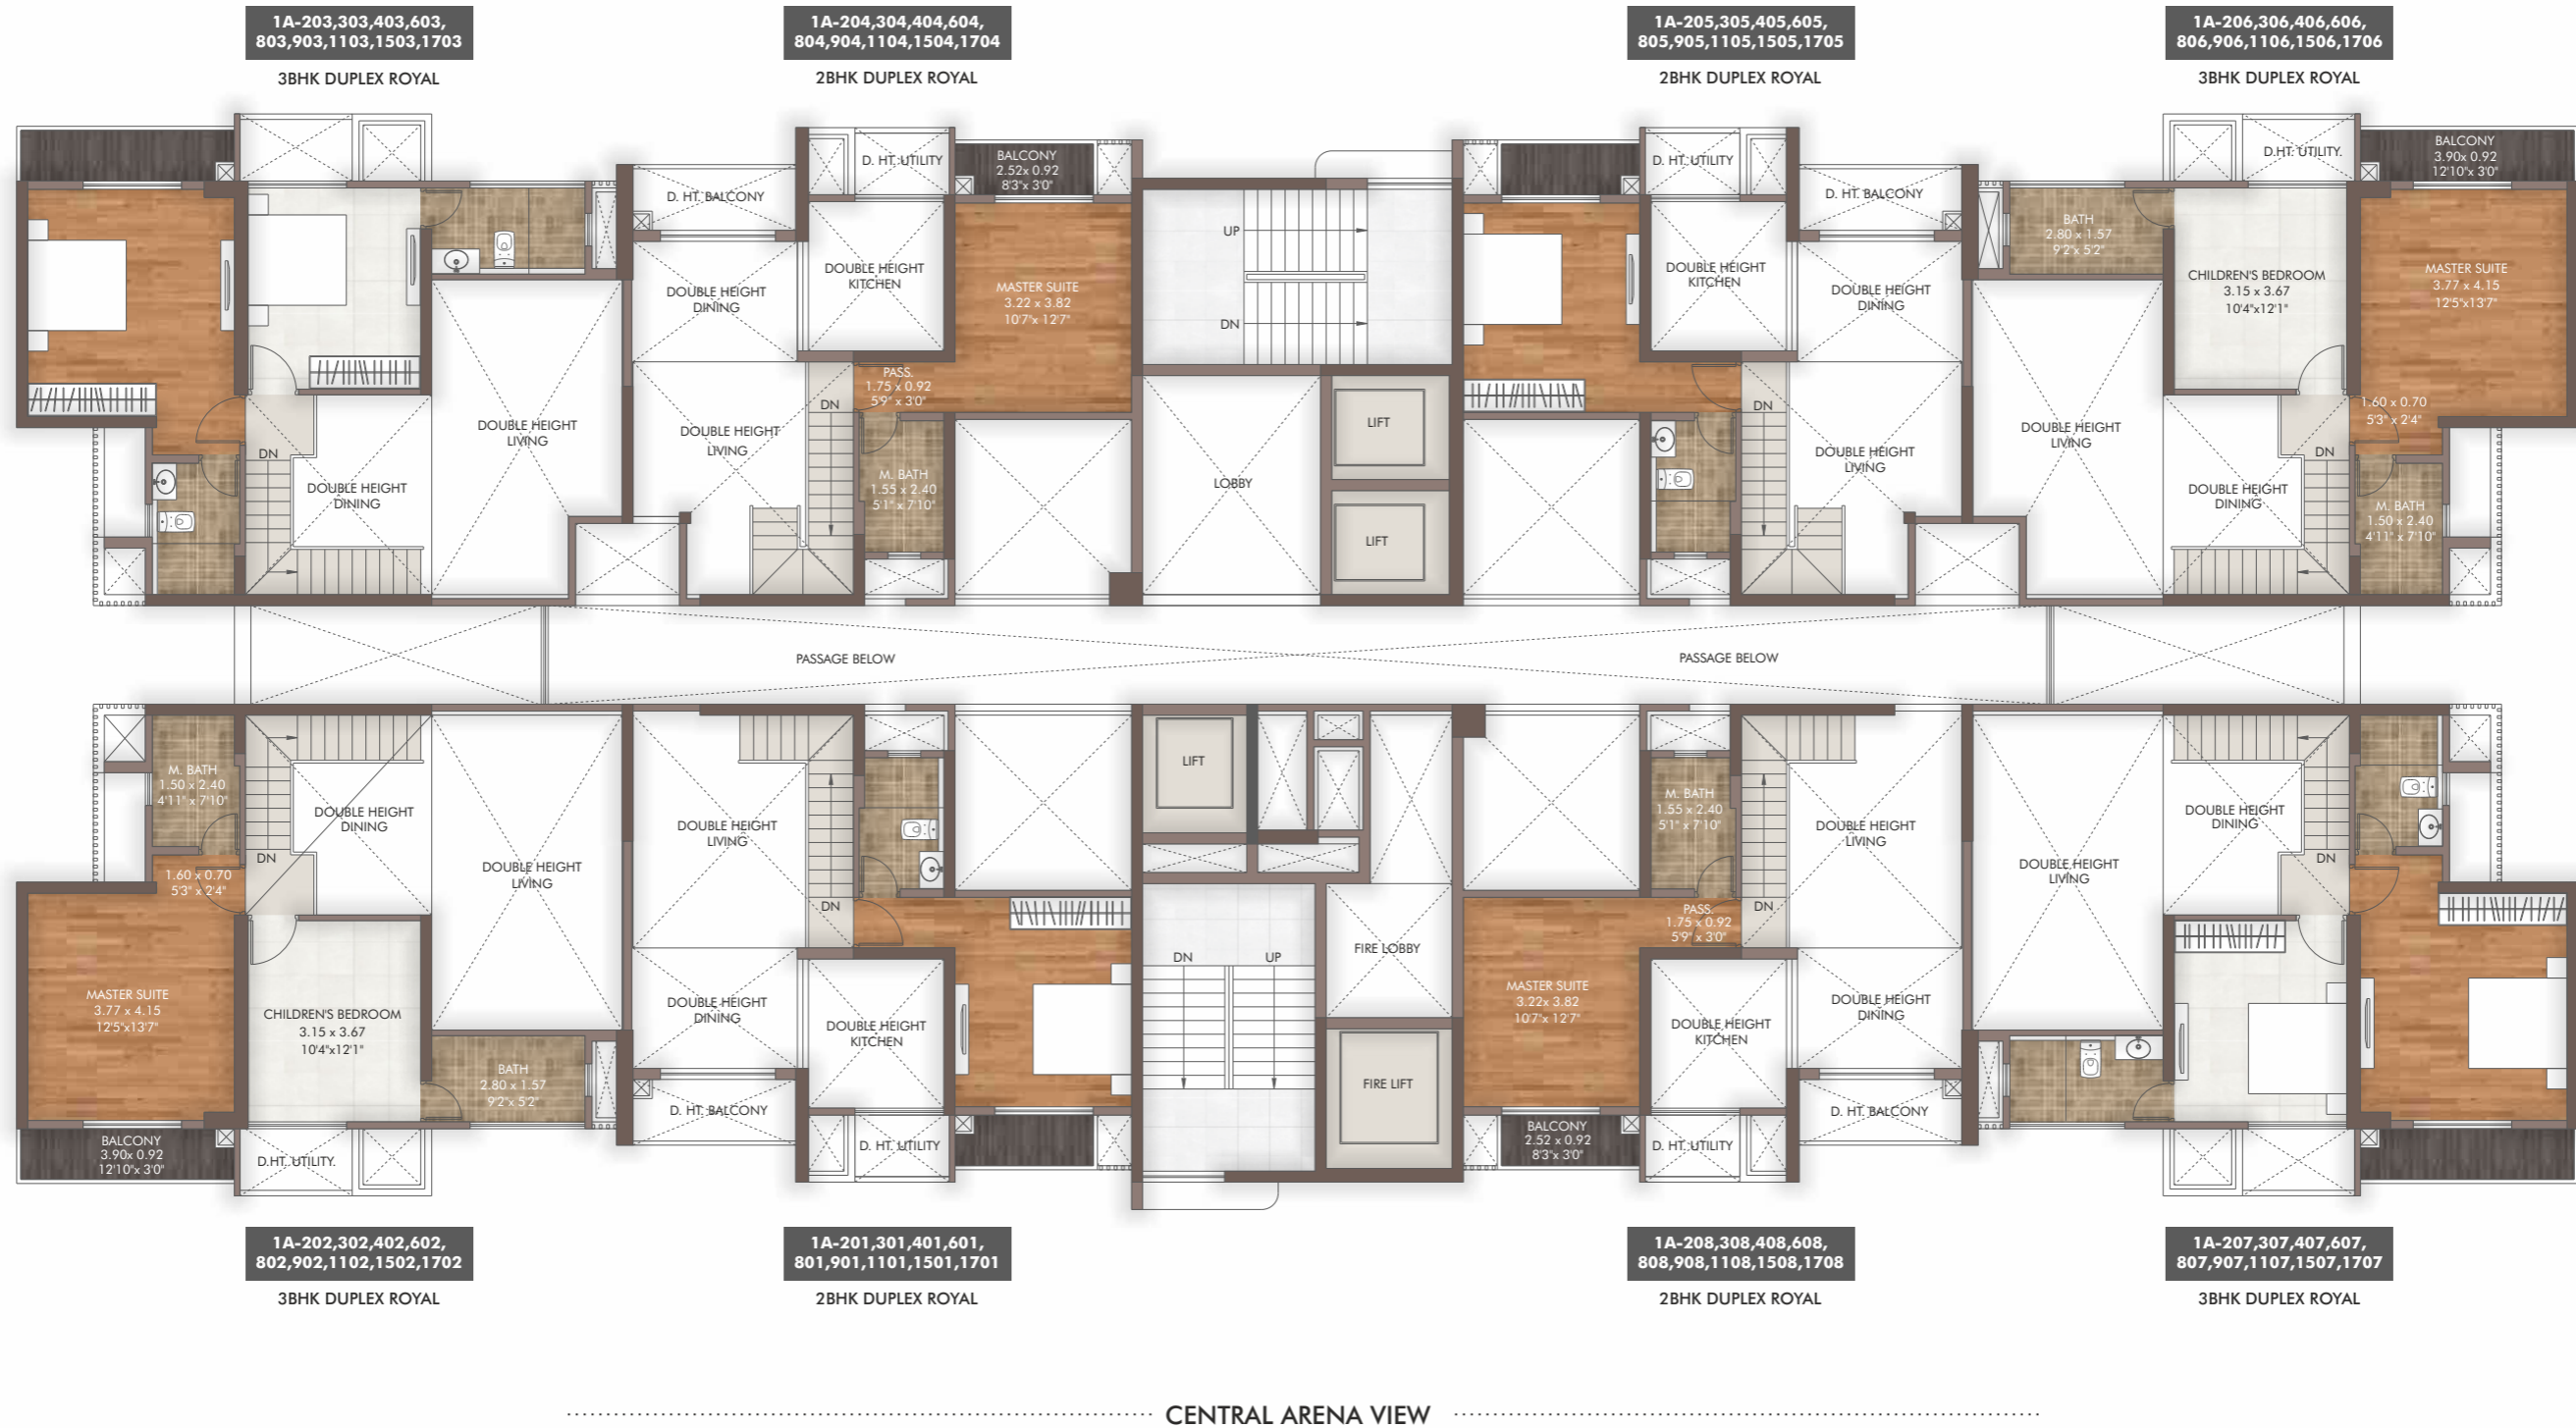 1A-203,303,403,603,
803,903,1103,1503,1703
3BHK DUPLEX ROYAL
1A-204,304,404,604,
804,904,1104,1504,1704
2BHK DUPLEX ROYAL
1A-205,305,405,605,
805,905,1105,1505,1705
2BHK DUPLEX ROYAL
1A-206,306,406,606,
806,906,1106,1506,1706
3BHK DUPLEX ROYAL
DN
DOUBLE HEIGHT
DINING
DOUBLE HEIGHT
LIVING
D. HT. BALCONY
DOUBLE HEIGHT
DINING
DOUBLE HEIGHT
LIVING
D. HT. UTILITY
DOUBLE HEIGHT
KITCHEN
BALCONY
2.52x 0.92
8'3"x 3'0"
MASTER SUITE
3.22 x 3.82
10'7"x 12'7"
PASS.
1.75 x 0.92
5'9" x 3'0"
DN
M. BATH
1.55 x 2.40
5'1" x 7'10"
UP
DN
LOBBY
LIFT
LIFT
D. HT. UTILITY
DOUBLE HEIGHT
KITCHEN
D. HT. BALCONY
DOUBLE HEIGHT
DINING
DN
DOUBLE HEIGHT
LIVING
DOUBLE HEIGHT
LIVING
BATH
2.80 x 1.57
9'2"x 5'2"
D.HT. UTILITY.
BALCONY
3.90x 0.92
12'10"x 3'0"
CHILDREN'S BEDROOM
3.15 x 3.67
10'4"x12'1"
MASTER SUITE
3.77 x 4.15
12'5"x13'7"
1.60 x 0.70
5'3" x 2'4"
DN
DOUBLE HEIGHT
DINING
M. BATH
1.50 x 2.40
4'11" x 7'10"
PASSAGE BELOW
PASSAGE BELOW
M. BATH
1.50 x 2.40
4'11" x 7'10"
DOUBLE HEIGHT
DINING
DN
1.60 x 0.70
5'3" x 2'4"
DOUBLE HEIGHT
LIVING
MASTER SUITE
3.77 x 4.15
12'5"x13'7"
CHILDREN'S BEDROOM
3.15 x 3.67
10'4"x12'1"
BATH
2.80 x 1.57
9'2"x 5'2"
BALCONY
3.90x 0.92
12'10"x 3'0"
D.HT. UTILITY.
DOUBLE HEIGHT
LIVING
DN
DOUBLE HEIGHT
DINING
DOUBLE HEIGHT
KITCHEN
D. HT. BALCONY
D. HT. UTILITY
LIFT
DN
UP
FIRE LOBBY
FIRE LIFT
M. BATH
1.55 x 2.40
5'1" x 7'10"
DOUBLE HEIGHT
LIVING
PASS.
1.75 x 0.92
5'9" x 3'0"
DN
MASTER SUITE
3.22x 3.82
10'7"x 12'7"
DOUBLE HEIGHT
KITCHEN
DOUBLE HEIGHT
DINING
BALCONY
2.52 x 0.92
8'3"x 3'0"
D. HT. UTILITY
D. HT. BALCONY
DOUBLE HEIGHT
LIVING
DOUBLE HEIGHT
DINING
DN
1A-202,302,402,602,
802,902,1102,1502,1702
3BHK DUPLEX ROYAL
1A-201,301,401,601,
801,901,1101,1501,1701
2BHK DUPLEX ROYAL
1A-208,308,408,608,
808,908,1108,1508,1708
2BHK DUPLEX ROYAL
1A-207,307,407,607,
807,907,1107,1507,1707
3BHK DUPLEX ROYAL
CENTRAL ARENA VIEW